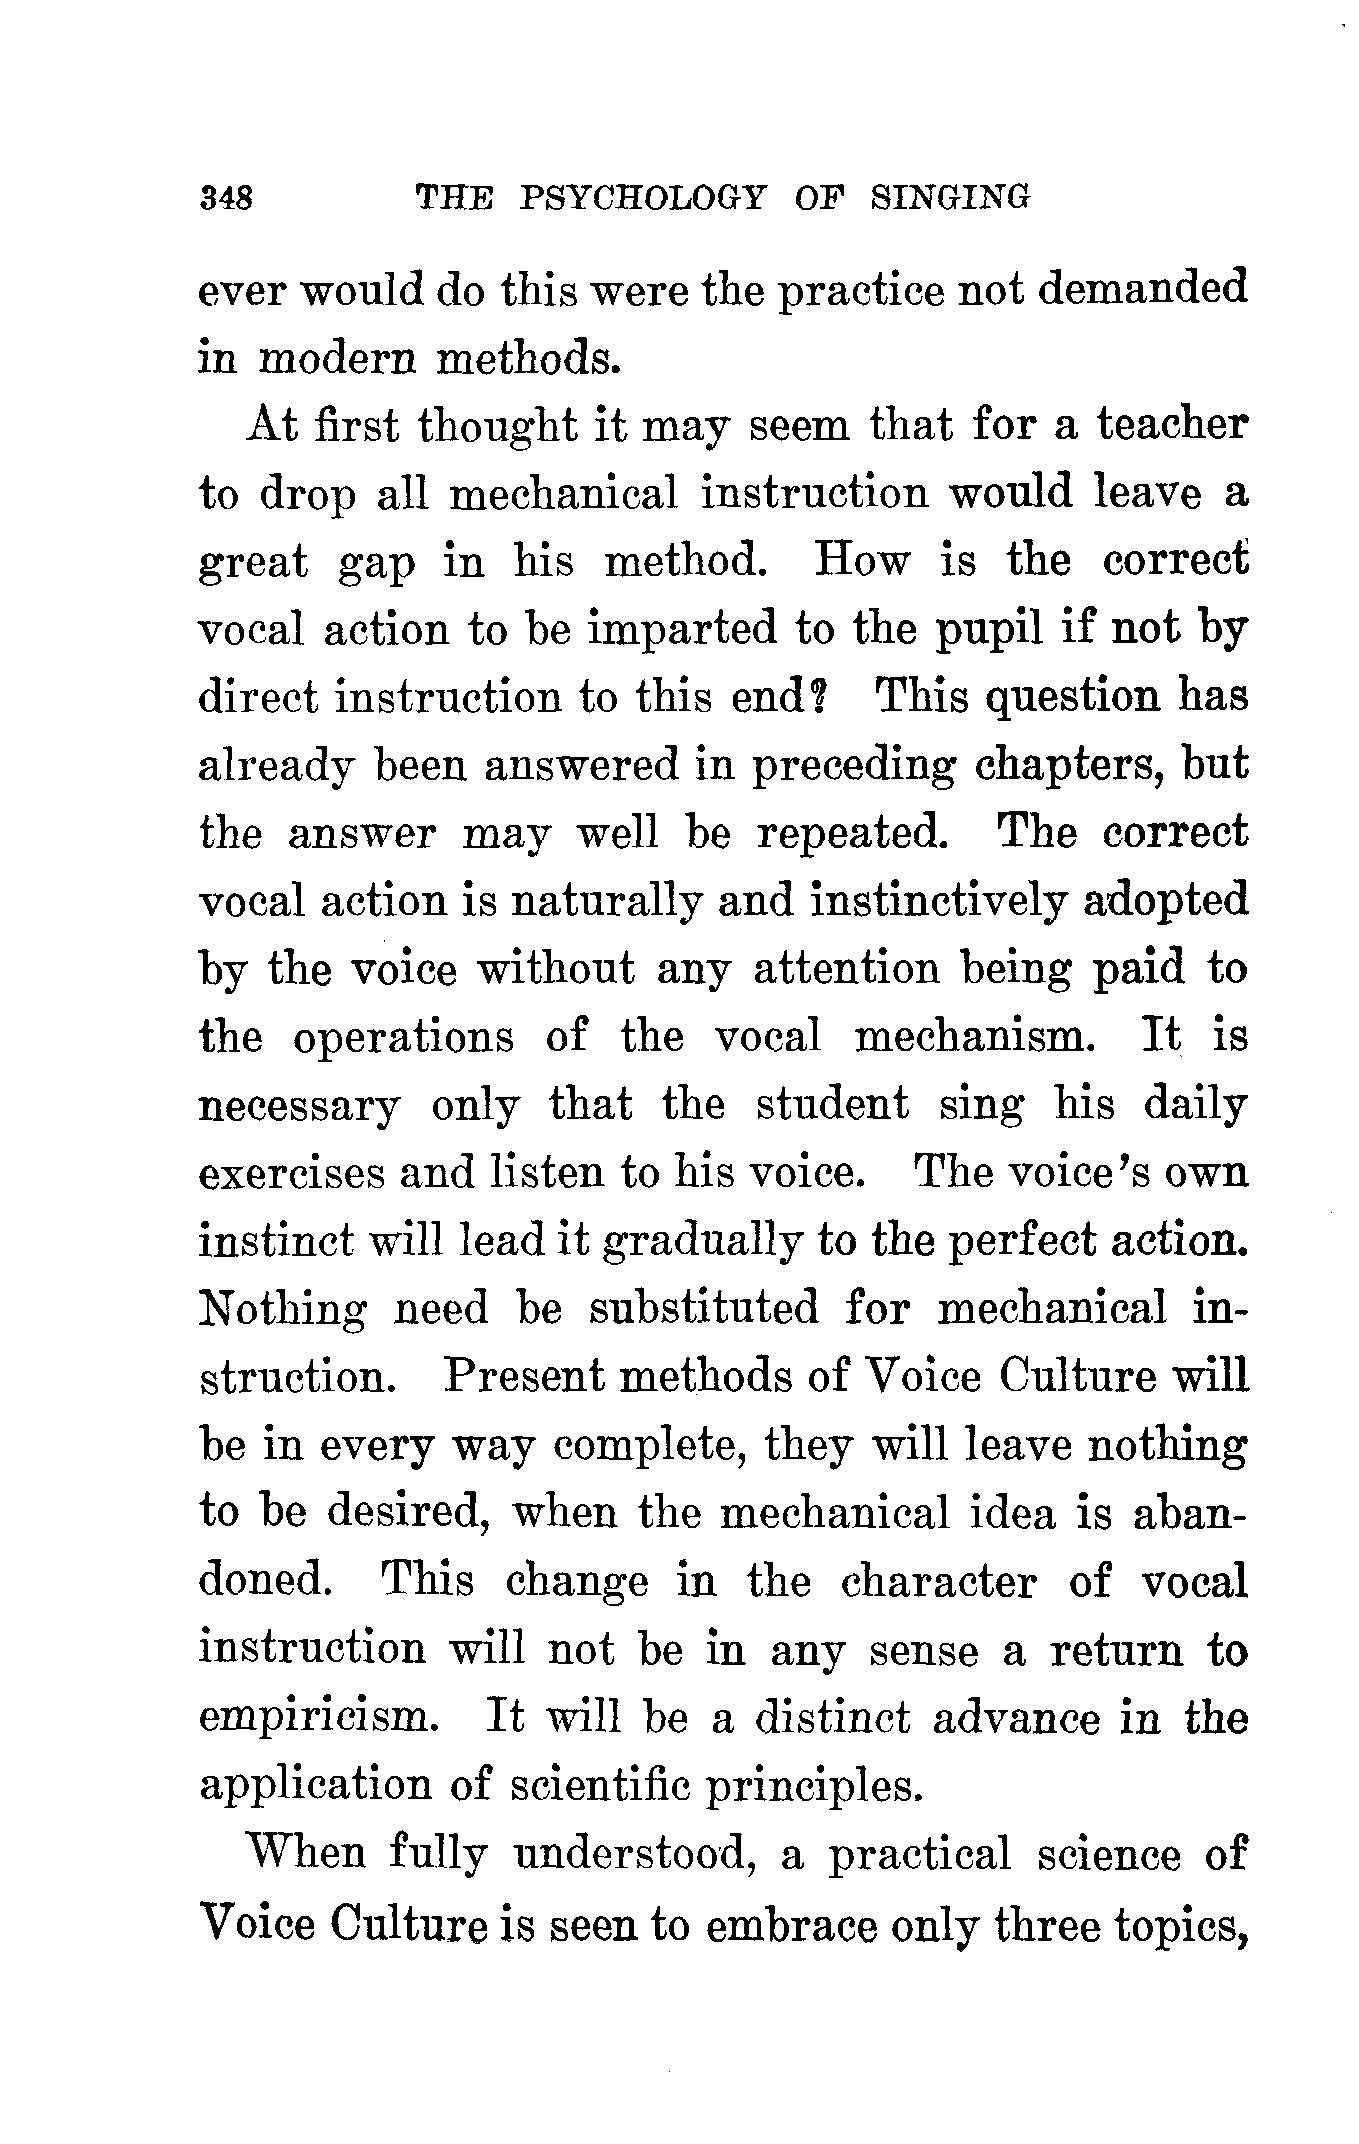 348 THE PSYCHOLOGY OF SINGING
ever would do this were the practice not demanded
in modern methods.
At first thought it may seem that for a teacher
to drop all mechanical instruction would leave a
great gap in his method. How is the correct
vocal action to be imparted to the pupil if not by
direct instruction to this end? This question has
already been answered in preceding chapters, but
the answer may well be repeated. The correct
vocal action is naturally and instinctively adopted
by the voice without any attention being paid to
the operations of the vocal mechanism. It is
necessary only that the student sing his daily
exercises and listen to his voice. The voice's own
instinct will lead it gradually to the perfect action.
Nothing need be substituted for mechanical in-
struction. Present methods of Voice Culture will
be in every way complete, they will leave nothing
to be desired, when the mechanical idea is aban-
doned. This change in the character of vocal
instruction will not be in any sense a return to
empiricism. It will be a distinct advance in the
application of scientific principles.
When fully understood, a practical science of
Voice Culture is seen to embrace only three topics,